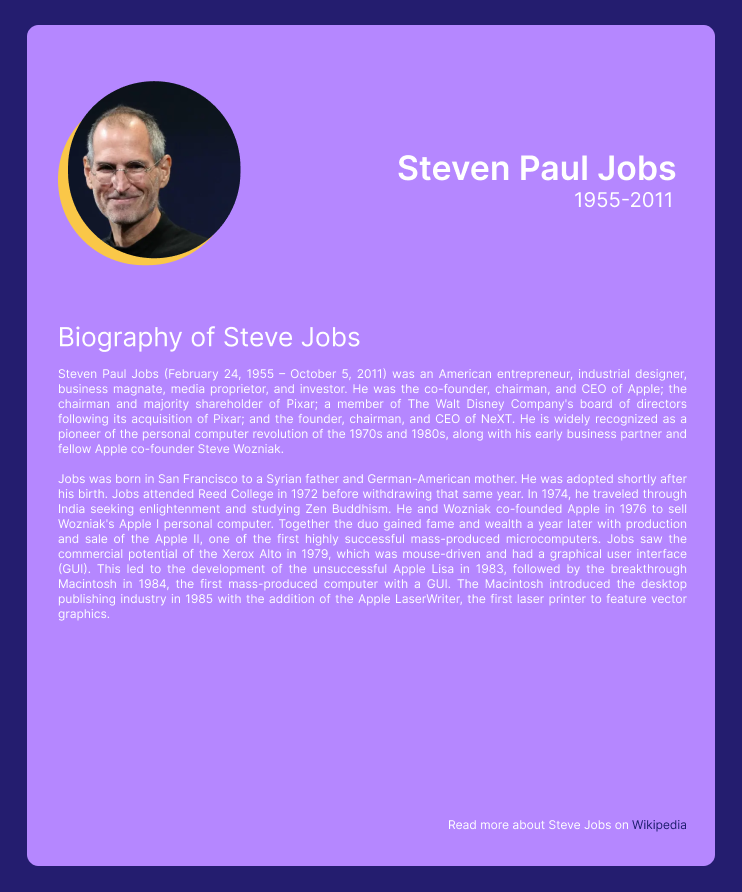 Steven Paul Jobs
1955-2011
Biography of Steve Jobs
Steven Paul Jobs (February 24, 1955 – October 5, 2011) was an American entrepreneur, industrial designer,
business magnate, media proprietor, and investor. He was the co-founder, chairman, and CEO of Apple; the
chairman and majority shareholder of Pixar; a member of The Walt Disney Company's board of directors
following its acquisition of Pixar; and the founder, chairman, and CEO of NeXT. He is widely recognized as a
pioneer of the personal computer revolution of the 1970s and 1980s, along with his early business partner and
fellow Apple co-founder Steve Wozniak.
Jobs was born in San Francisco to a Syrian father and German-American mother. He was adopted shortly after
his birth. Jobs attended Reed College in 1972 before withdrawing that same year. In 1974, he traveled through
India seeking enlightenment and studying Zen Buddhism. He and Wozniak co-founded Apple in 1976 to sell
Wozniak's Apple I personal computer. Together the duo gained fame and wealth a year later with production
and sale of the Apple II, one of the first highly successful mass-produced microcomputers. Jobs saw the
commercial potential of the Xerox Alto in 1979, which was mouse-driven and had a graphical user interface
(GUI). This led to the development of the unsuccessful Apple Lisa in 1983, followed by the breakthrough
Macintosh in 1984, the first mass-produced computer with a GUI. The Macintosh introduced the desktop
publishing industry in 1985 with the addition of the Apple LaserWriter, the first laser printer to feature vector
graphics.
Read more about Steve Jobs on Wikipedia